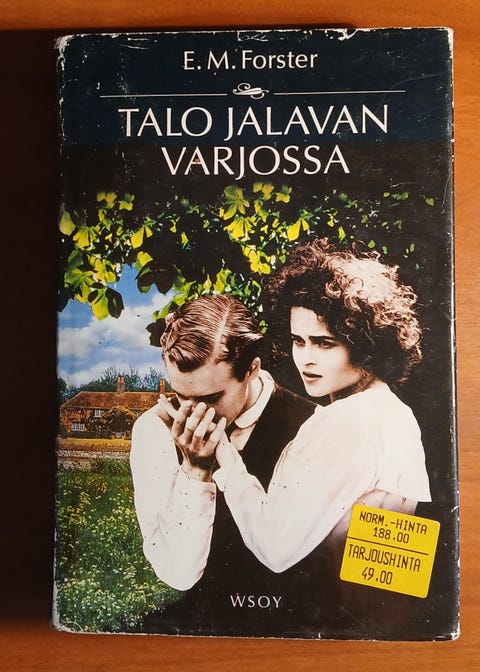 E. M. Forster
TALO JALAVAN
VARJOSSA
NORM.-HINTA
188.00
TARJOUSHINTA
49.00
WSOY